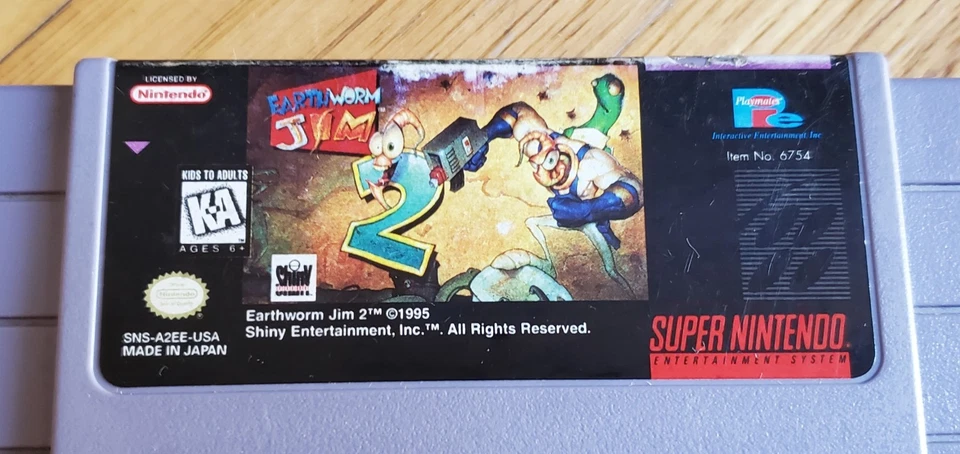 LICENSED BY
Nintendo
EARTHWORM
JIM
2
KIDS TO ADULTS
K-A
AGES 6+
SHINY
SNS-A2EE-USA
MADE IN JAPAN
Earthworm Jim 2™ ©1995
Shiny Entertainment, Inc.™. All Rights Reserved.
Playmates
Interactive Entertainment, Inc
Item No. 6754
SUPER NINTENDO
ENTERTAINMENT SYSTEM